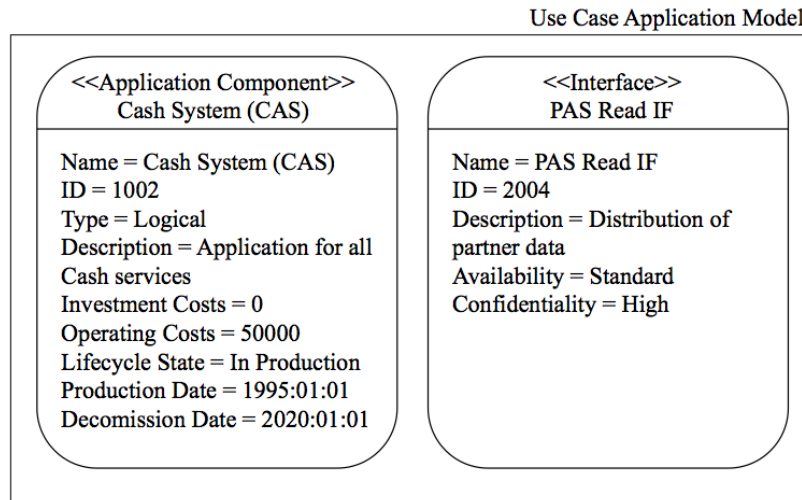 Use Case Application Model
<<Application Component>>
Cash System (CAS)
Name = Cash System (CAS)
ID = 1002
Type = Logical
Description = Application for all
Cash services
Investment Costs = 0
Operating Costs = 50000
Lifecycle State = In Production
Production Date = 1995:01:01
Decomission Date = 2020:01:01
<<Interface>>
PAS Read IF
Name = PAS Read IF
ID = 2004
Description = Distribution of
partner data
Availability = Standard
Confidentiality = High